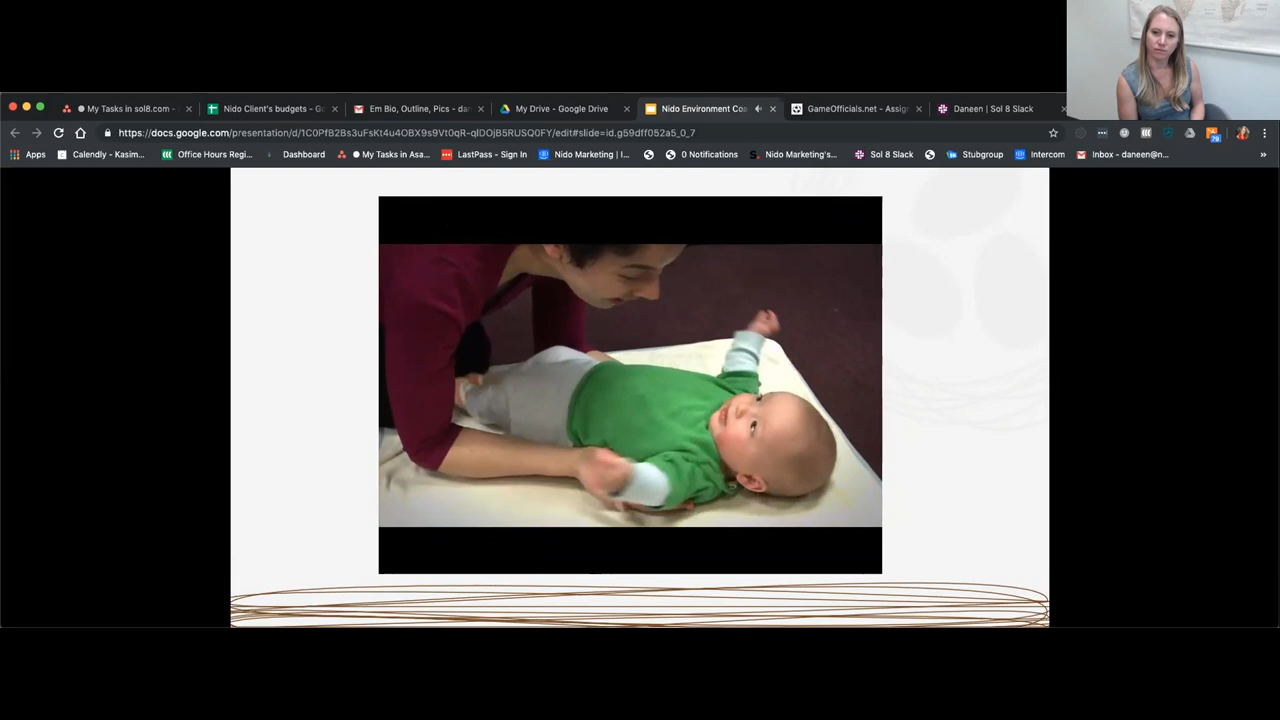 My Tasks in sol8.com -
Nido Client's budgets - G
Em Bio, Outline, Pics - da
My Drive - Google Drive
Nido Environment Coa
GameOfficials.net - Assig
Daneen | Sol 8 Slack
https://docs.google.com/presentation/d/1C0PfB2Bs3uFsKt4u4OBX9s9Vt0qR-qIDOjB5RUSQ0FY/edit#slide=id.g59dff052a5_0_7
Apps
Calendly - Kasim...
Office Hours Regi...
Dashboard
My Tasks in Asa...
LastPass - Sign In
Nido Marketing | I...
0 Notifications
Nido Marketing's...
Sol 8 Slack
Stubgroup
Intercom
Inbox - daneen@n...
»